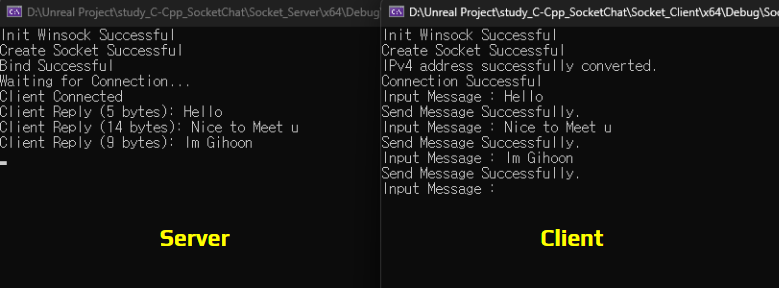 D:\Unreal Project\study_C-Cpp_SocketChat\Socket_Server\x64\Debug
Init Winsock Successful
Create Socket Successful
Bind Successful
Waiting for Connection...
Client Connected
Client Reply (5 bytes): Hello
Client Reply (14 bytes): Nice to Meet u
Client Reply (9 bytes): Im Gihoon
Server
D:\Unreal Project\study_C-Cpp_SocketChat\Socket_Client\x64\Debug\Soc
Init Winsock Successful
Create Socket Successful
IPv4 address successfully converted.
Connection Successful
Input Message : Hello
Send Message Successfully.
Input Message : Nice to Meet u
Send Message Successfully.
Input Message : Im Gihoon
Send Message Successfully.
Input Message :
Client